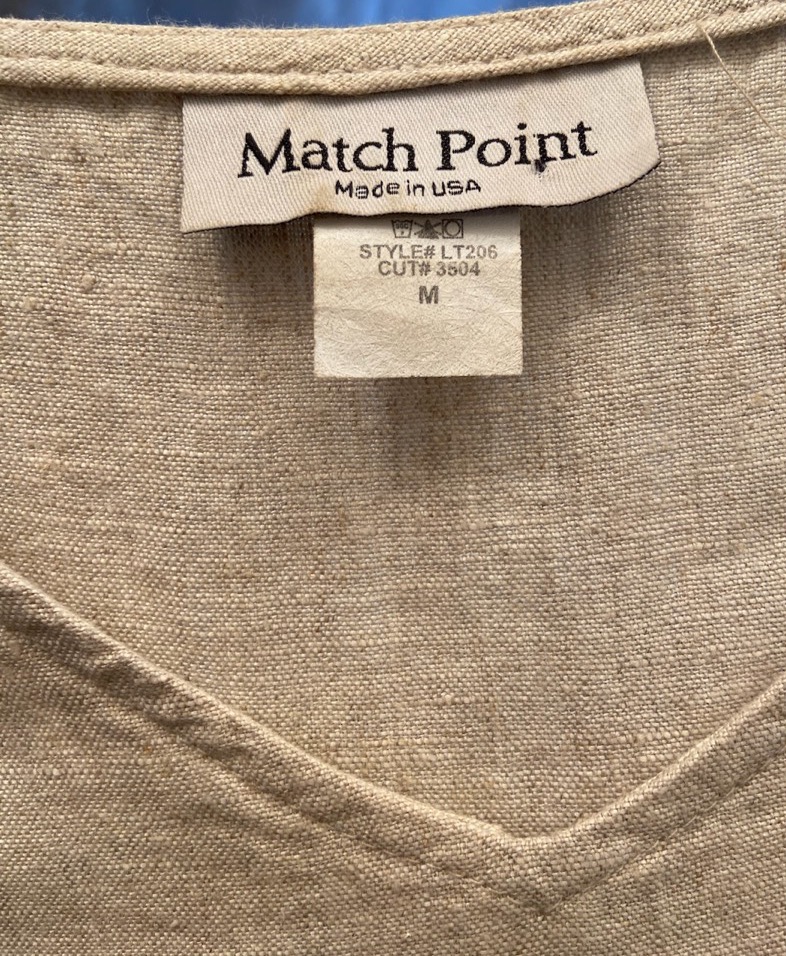 Match Point
Made in USA
STYLE# LT206
CUT# 3504
M